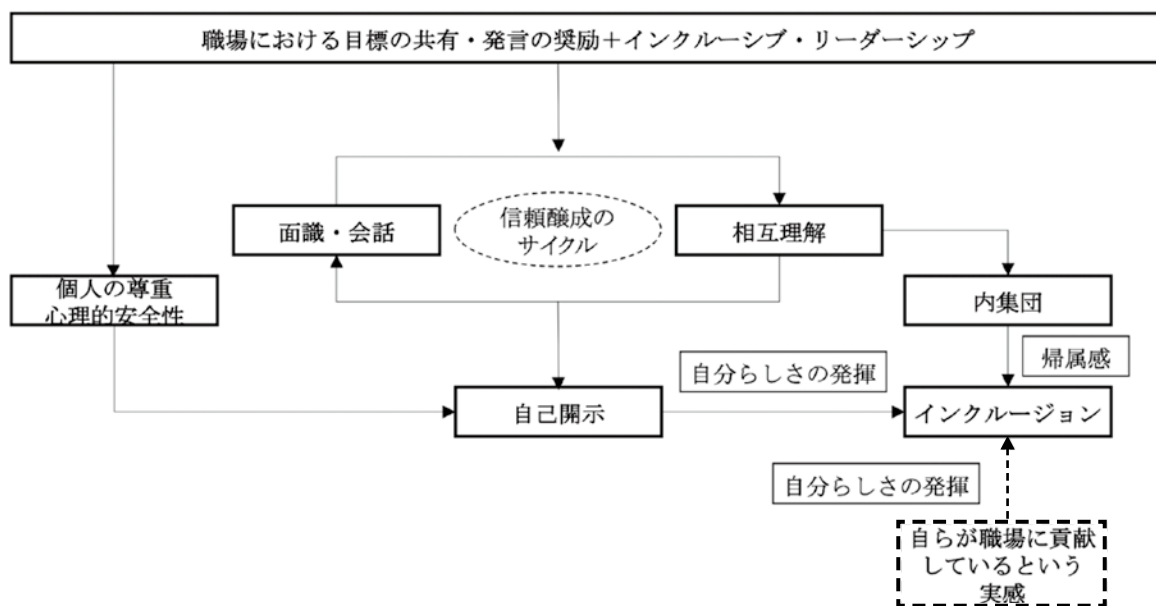 職場における目標の共有・発言の奨励＋インクルーシブ・リーダーシップ
面識・会話
信頼醸成の
サイクル
相互理解
個人の尊重
心理的安全性
内集団
帰属感
自分らしさの発揮
自己開示
インクルージョン
自分らしさの発揮
自らが職場に貢献
しているという
実感